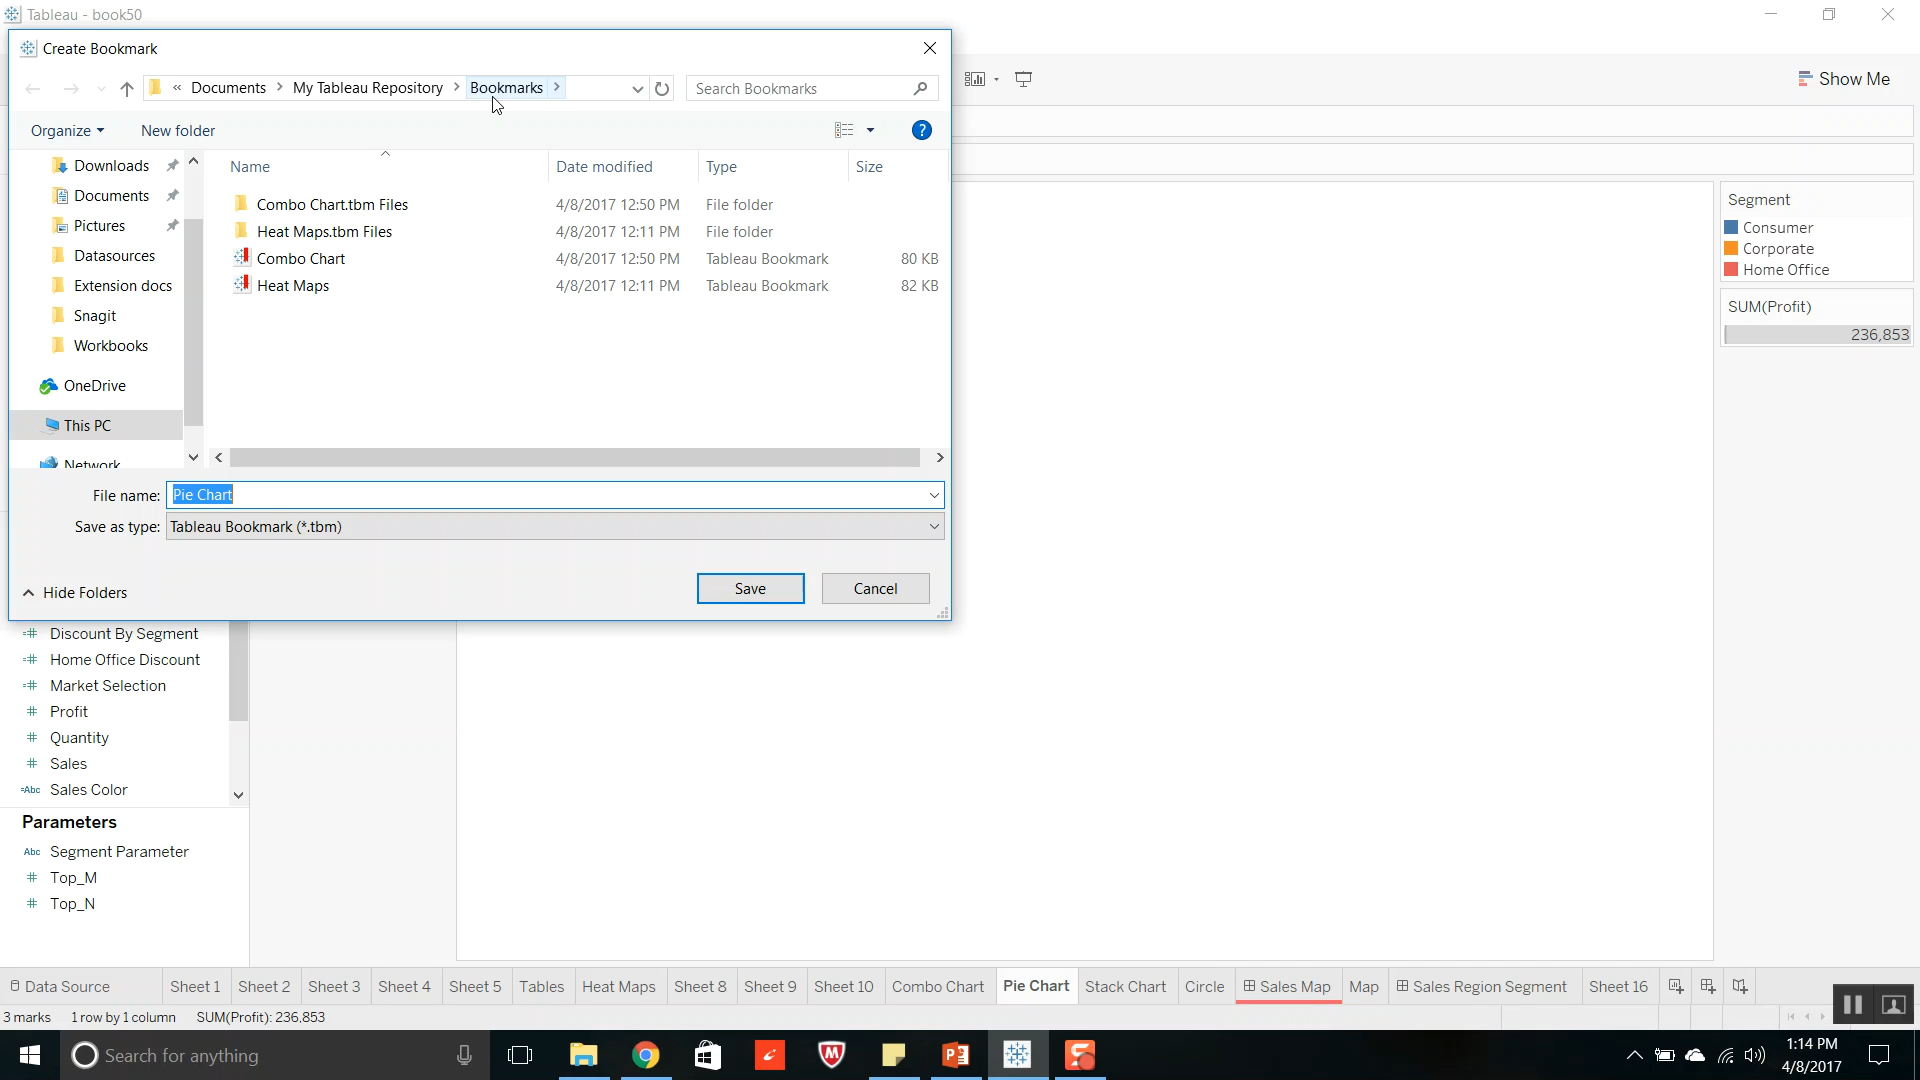 Tableau - book50
Create Bookmark
« Documents > My Tableau Repository > Bookmarks >
Search Bookmarks
Show Me
Organize
New folder
?
Downloads
Documents
Pictures
Datasources
Extension docs
Snagit
Workbooks
OneDrive
This PC
Network
Name Date modified Type Size
Combo Chart.tbm Files 4/8/2017 12:50 PM File folder
Heat Maps.tbm Files 4/8/2017 12:11 PM File folder
Combo Chart 4/8/2017 12:50 PM Tableau Bookmark 80 KB
Heat Maps 4/8/2017 12:11 PM Tableau Bookmark 82 KB
File name: Pie Chart
Save as type: Tableau Bookmark (*.tbm)
Hide Folders
Save
Cancel
Segment
Consumer
Corporate
Home Office
SUM(Profit)
236,853
=# Discount By Segment
=# Home Office Discount
=# Market Selection
# Profit
# Quantity
# Sales
=Abc Sales Color
Parameters
Abc Segment Parameter
# Top_M
# Top_N
Data Source Sheet 1 Sheet 2 Sheet 3 Sheet 4 Sheet 5 Tables Heat Maps Sheet 8 Sheet 9 Sheet 10 Combo Chart Pie Chart Stack Chart Circle Sales Map Map Sales Region Segment Sheet 16
3 marks 1 row by 1 column SUM(Profit): 236,853
Search for anything
1:14 PM
4/8/2017